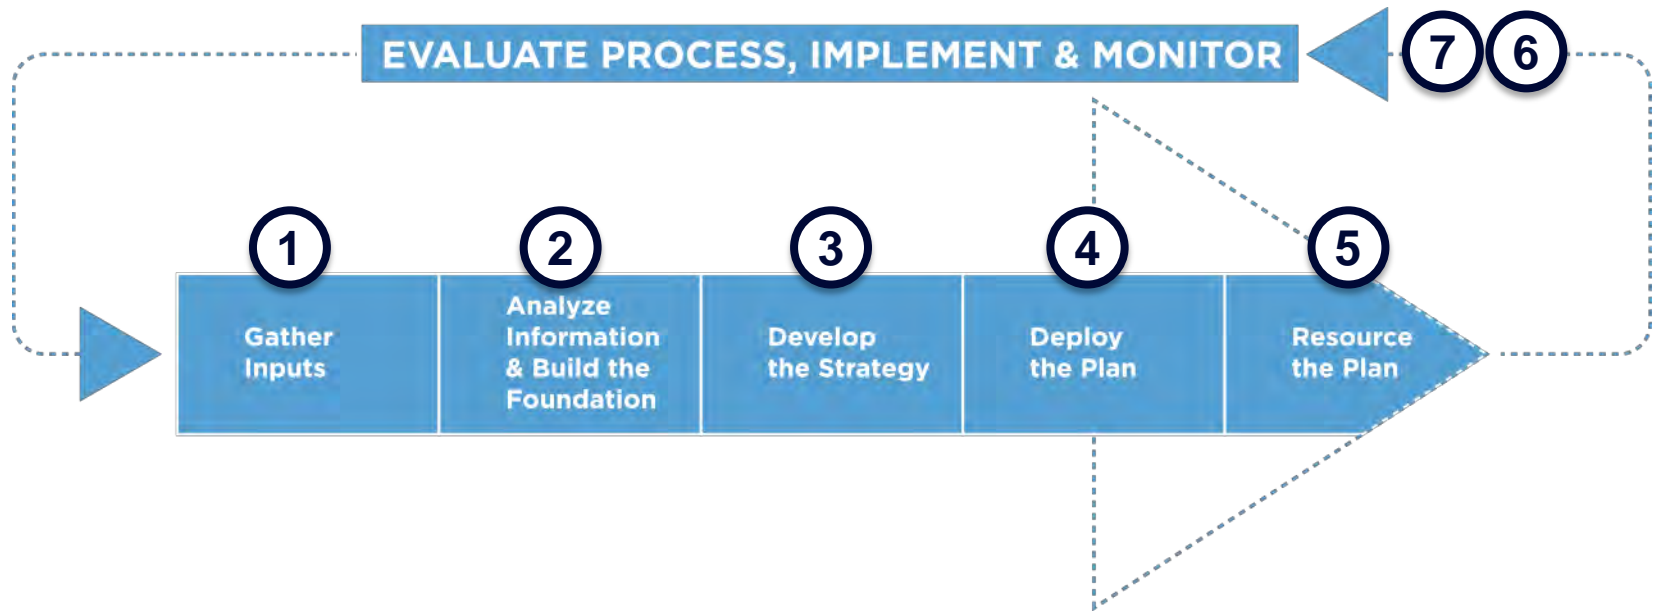 EVALUATE PROCESS, IMPLEMENT & MONITOR
7
6
1
2
3
4
5
Gather
Inputs
Analyze
Information
& Build the
Foundation
Develop
the Strategy
Deploy
the Plan
Resource
the Plan